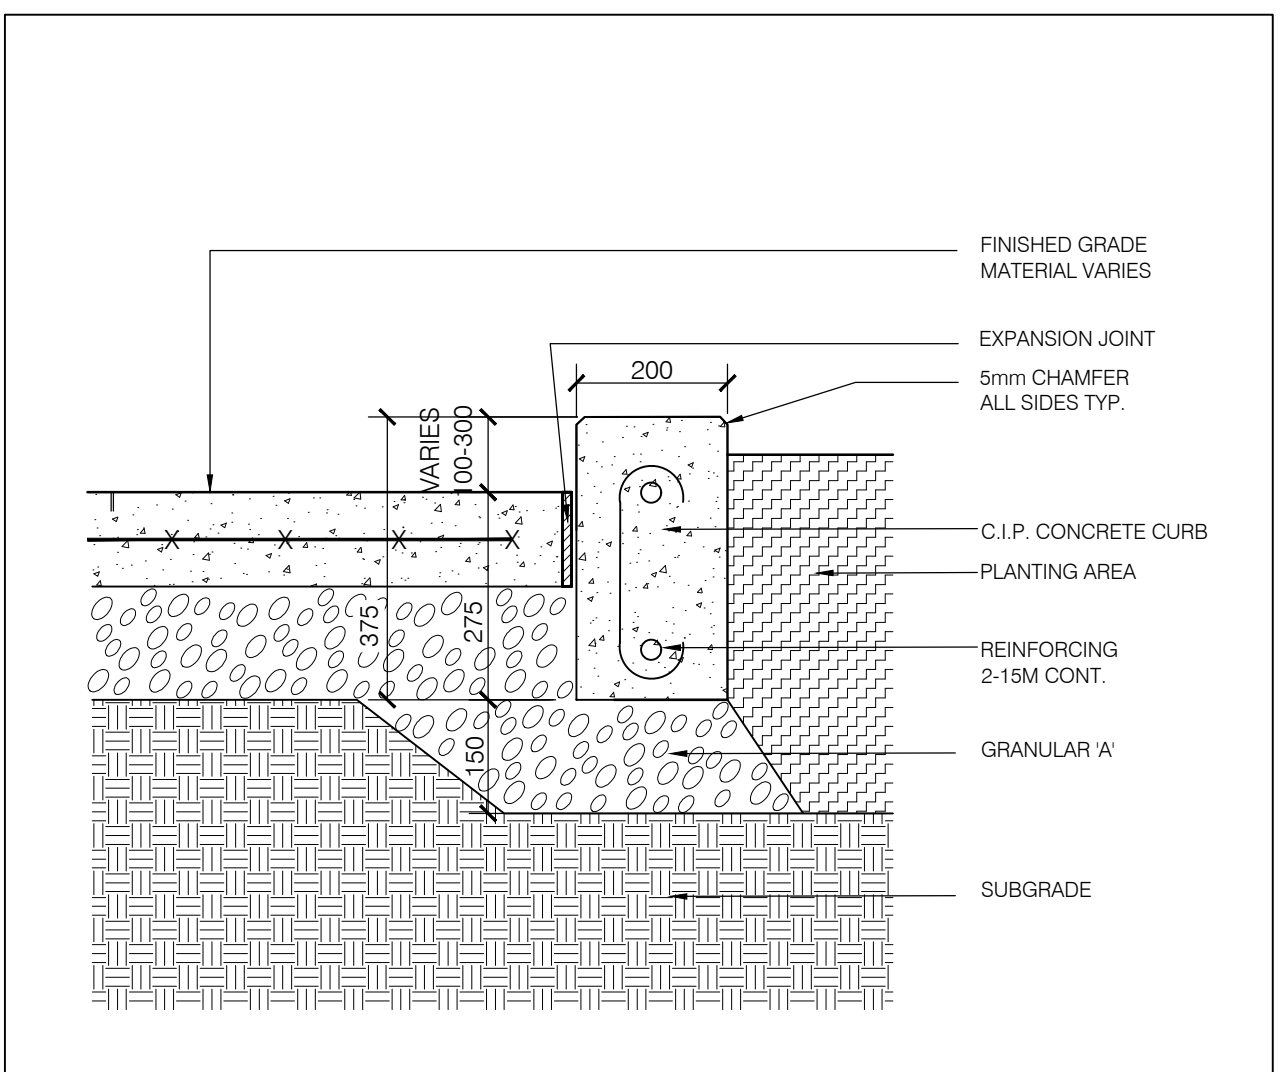 FINISHED GRADE
MATERIAL VARIES
EXPANSION JOINT
200
5mm CHAMFER
ALL SIDES TYP.
VARIES
100-300
C.I.P. CONCRETE CURB
X X X X
PLANTING AREA
375
275
REINFORCING
2-15M CONT.
150
GRANULAR 'A'
SUBGRADE